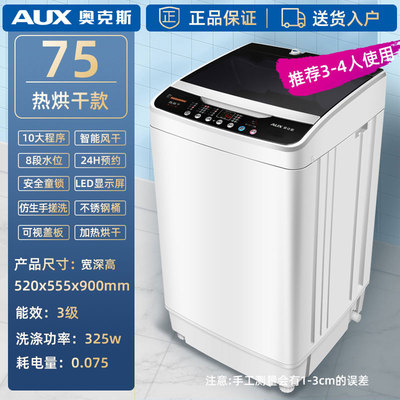 AUX 奥克斯
正品保证
送货入户
75
热烘干款
推荐3-4人使用
10大程序
智能风干
8段水位
24H预约
安全童锁
LED显示屏
仿生手搓洗
不锈钢桶
可视盖板
加热烘干
产品尺寸：宽深高
520x555x900mm
能效：3级
洗涤功率：325w
耗电量：0.075
AUX 奥克斯
注意:手工测量会有1-3cm的误差